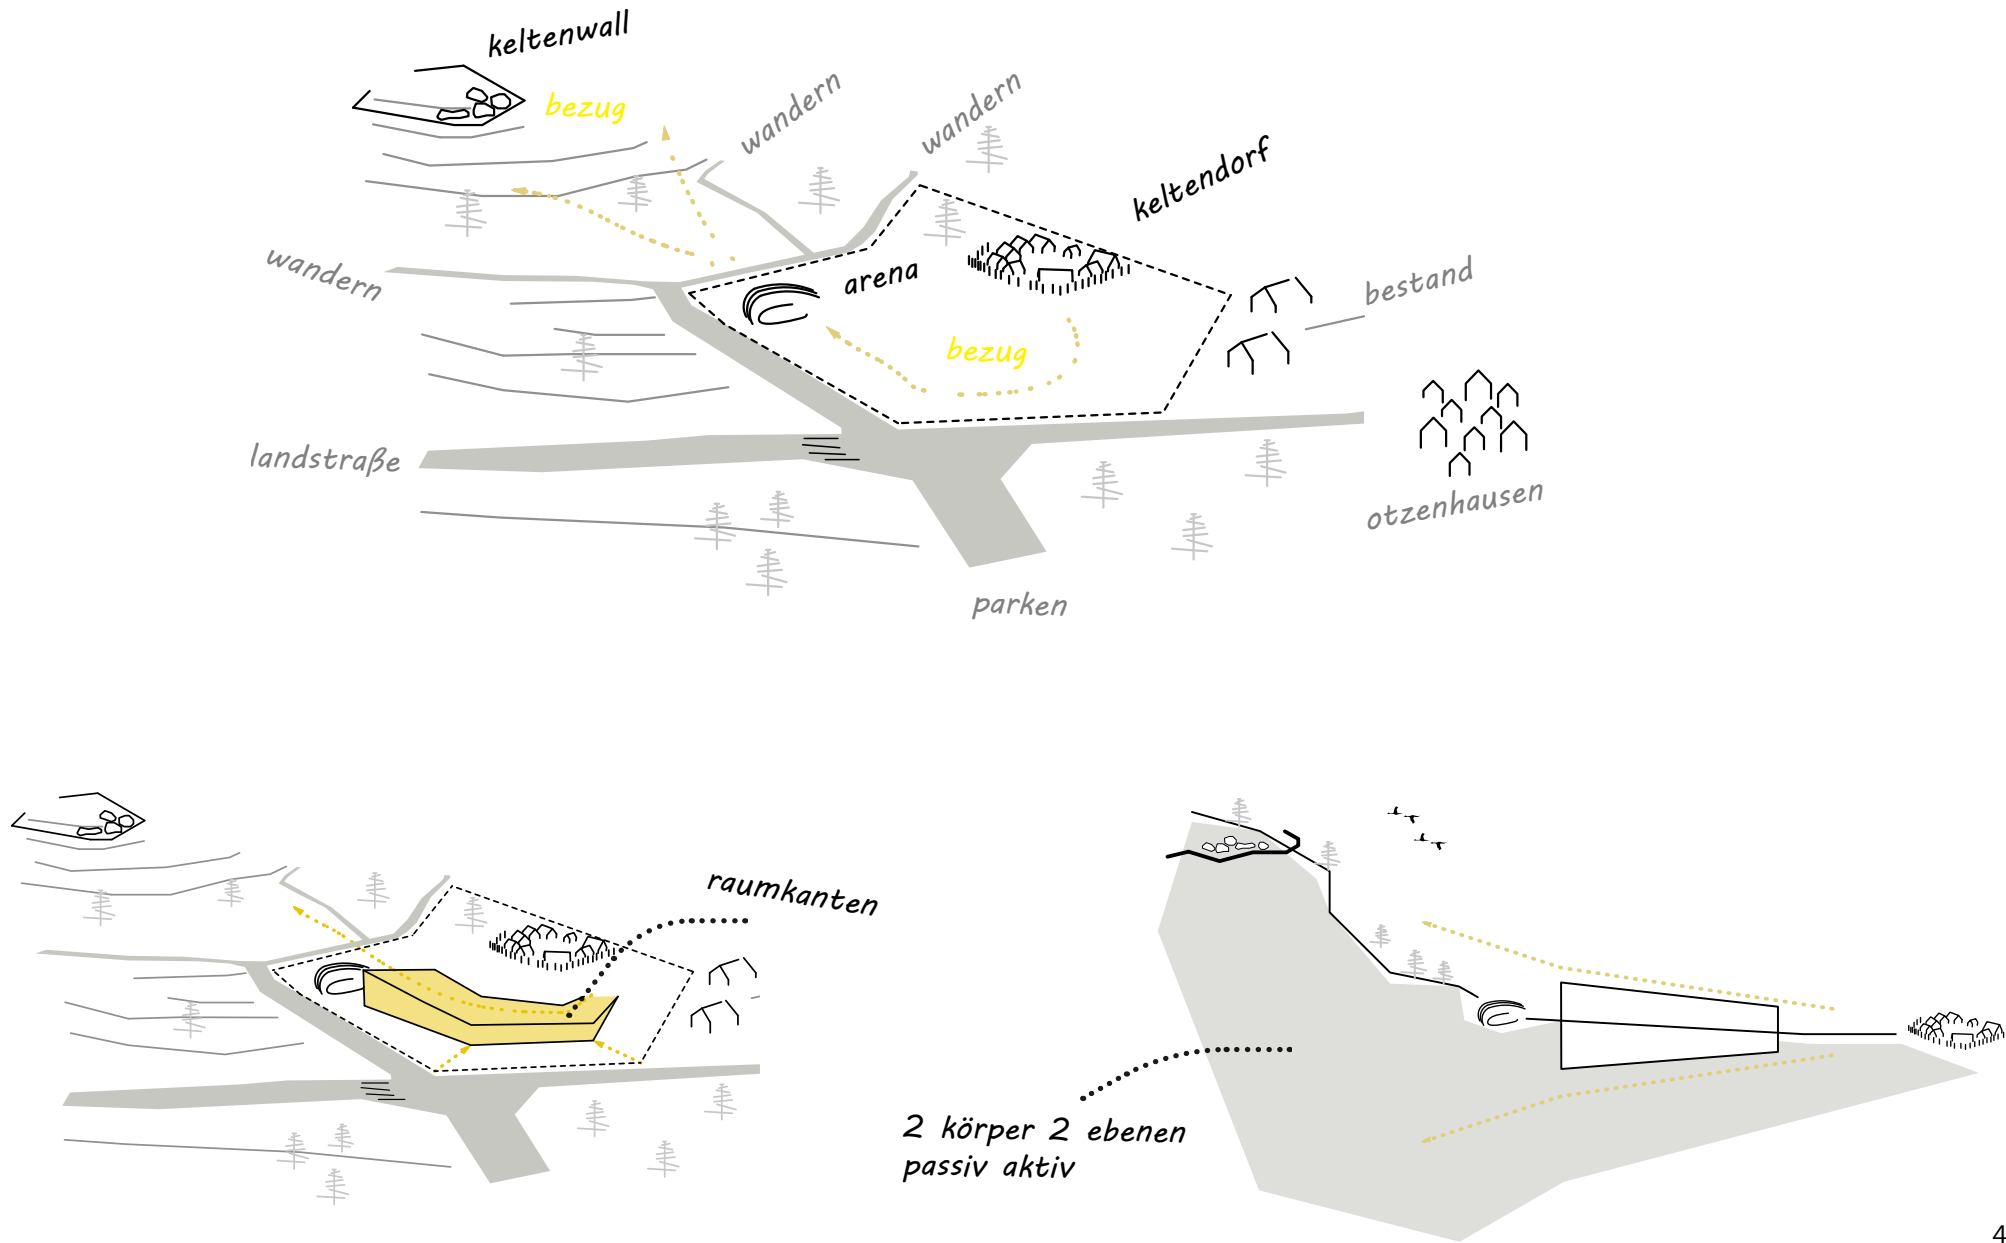 keltenwall
bezug
wandern
wandern
keltendorf
wandern
arena
bestand
bezug
landstraße
otzenhausen
parken
raumkanten
2 körper 2 ebenen
passiv aktiv
4